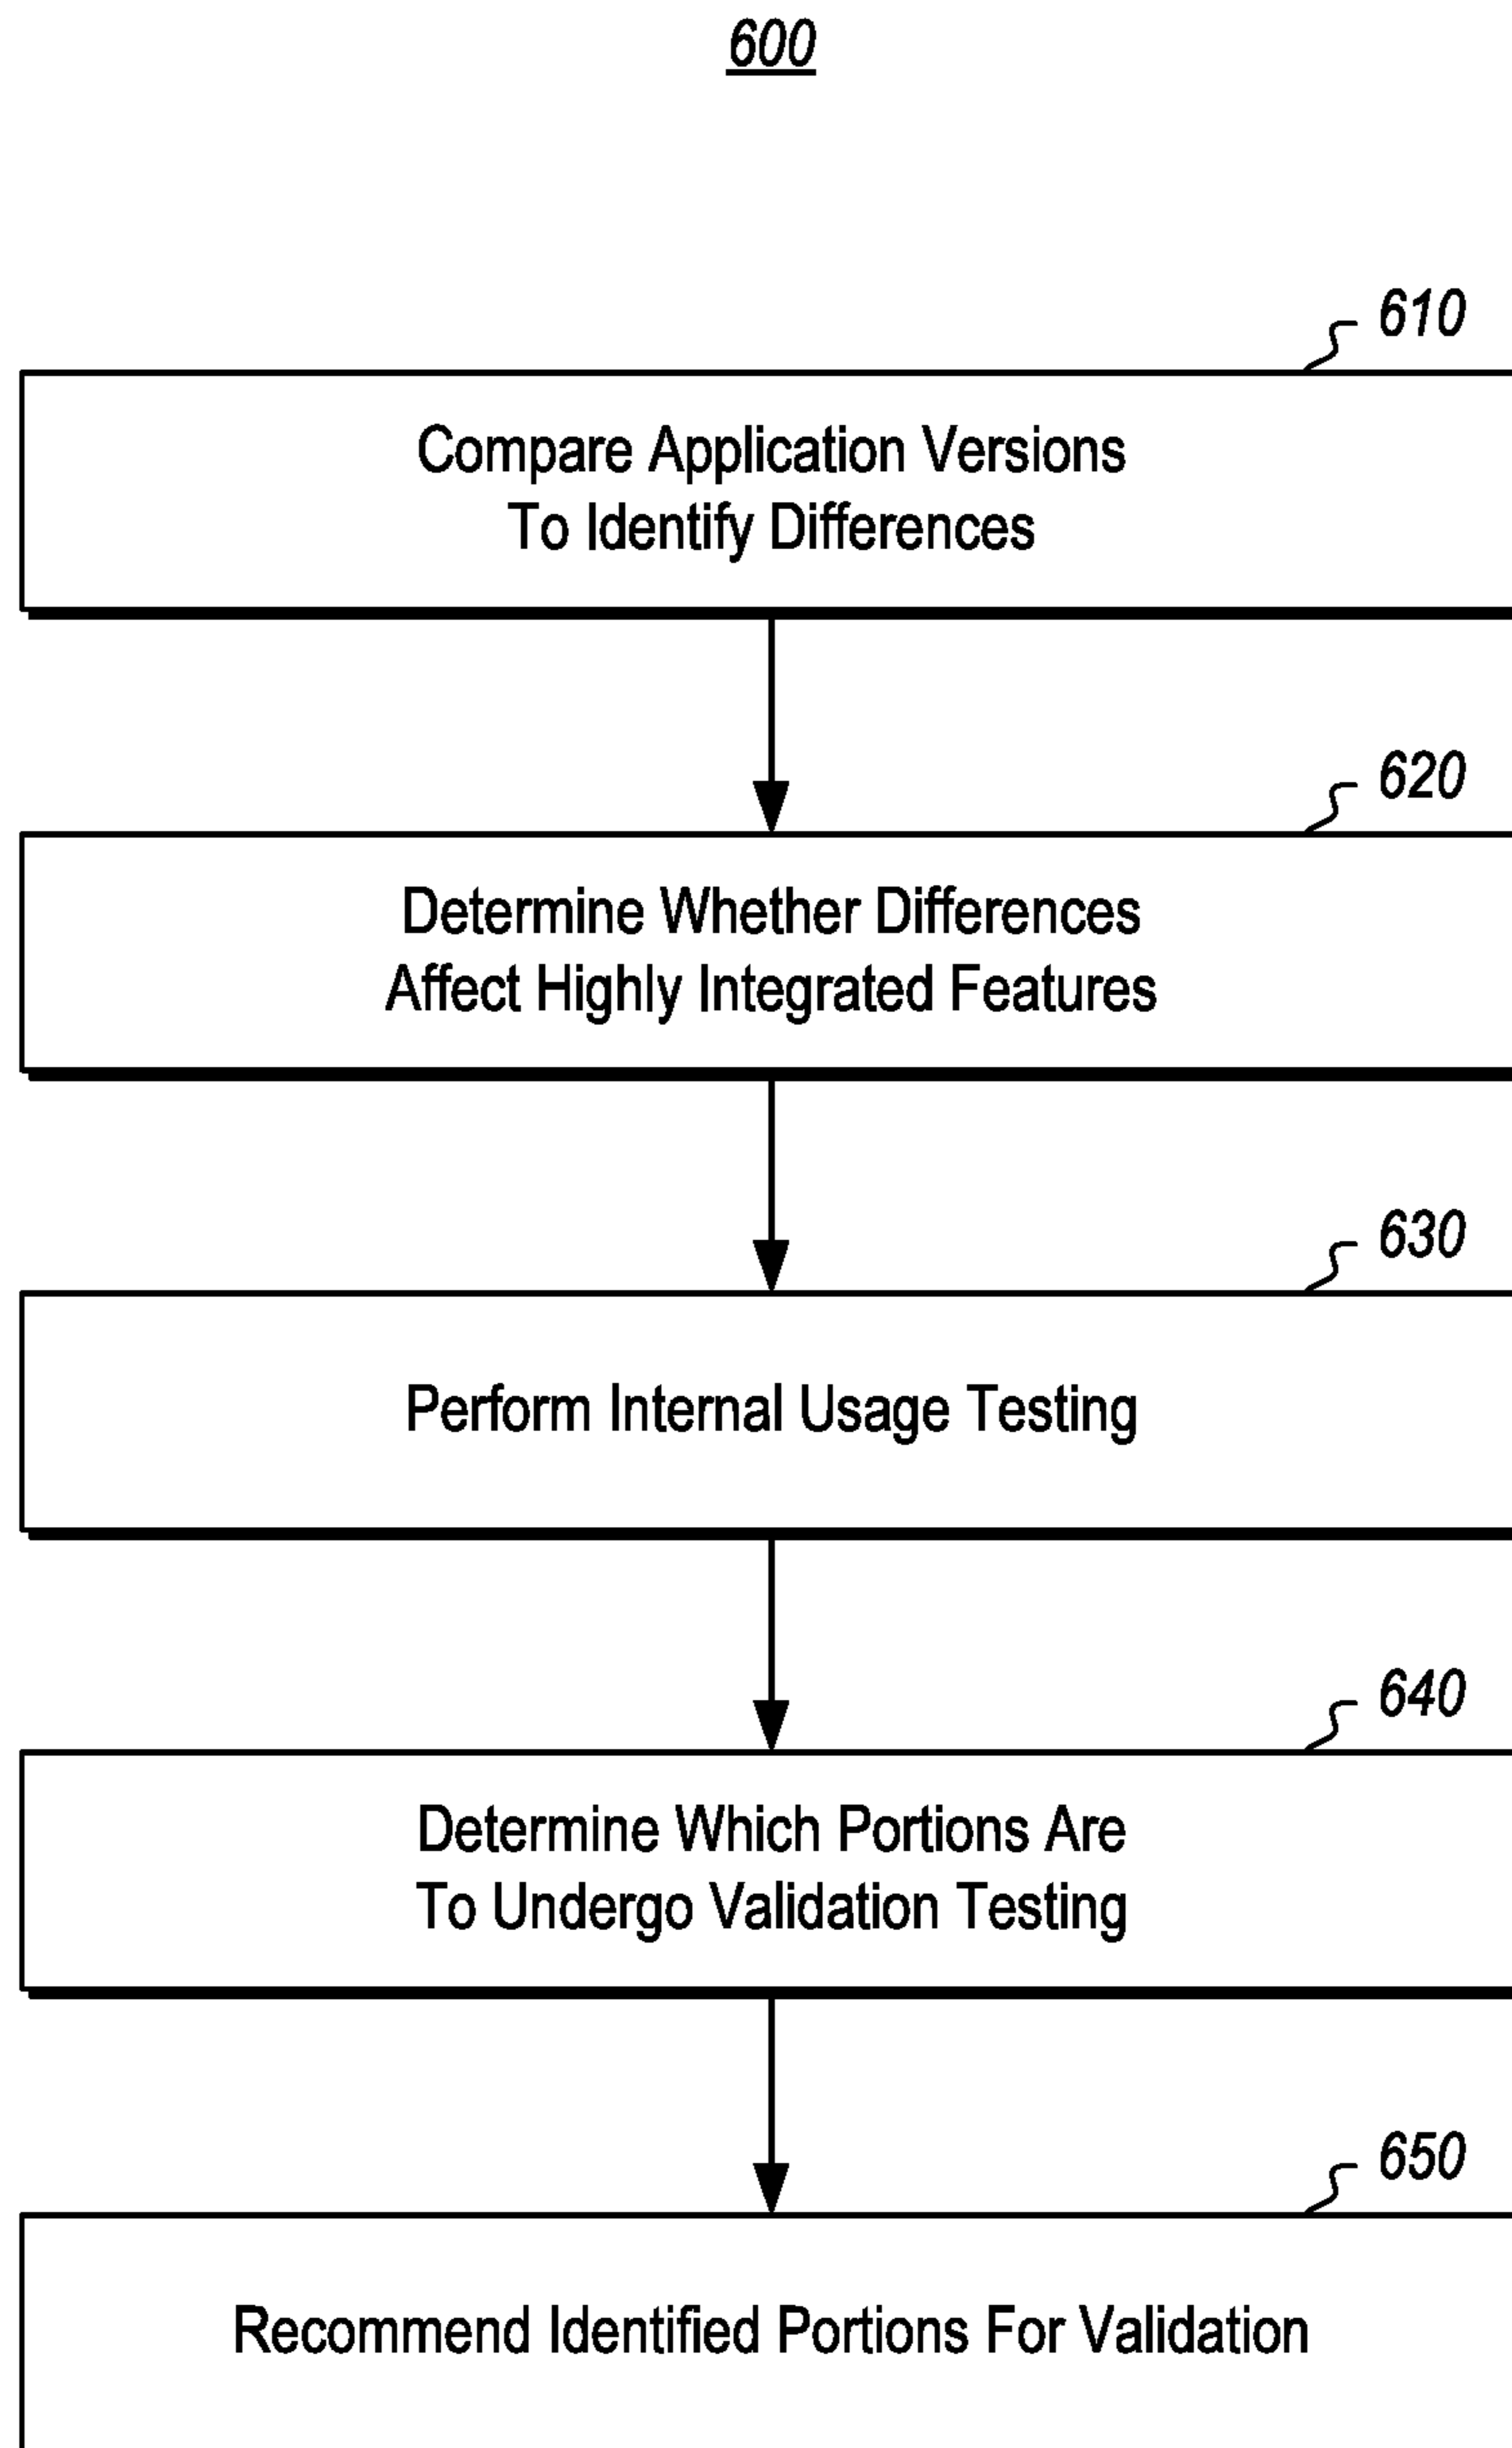 600
610
Compare Application Versions
To Identify Differences
620
Determine Whether Differences
Affect Highly Integrated Features
630
Perform Internal Usage Testing
640
Determine Which Portions Are
To Undergo Validation Testing
650
Recommend Identified Portions For Validation